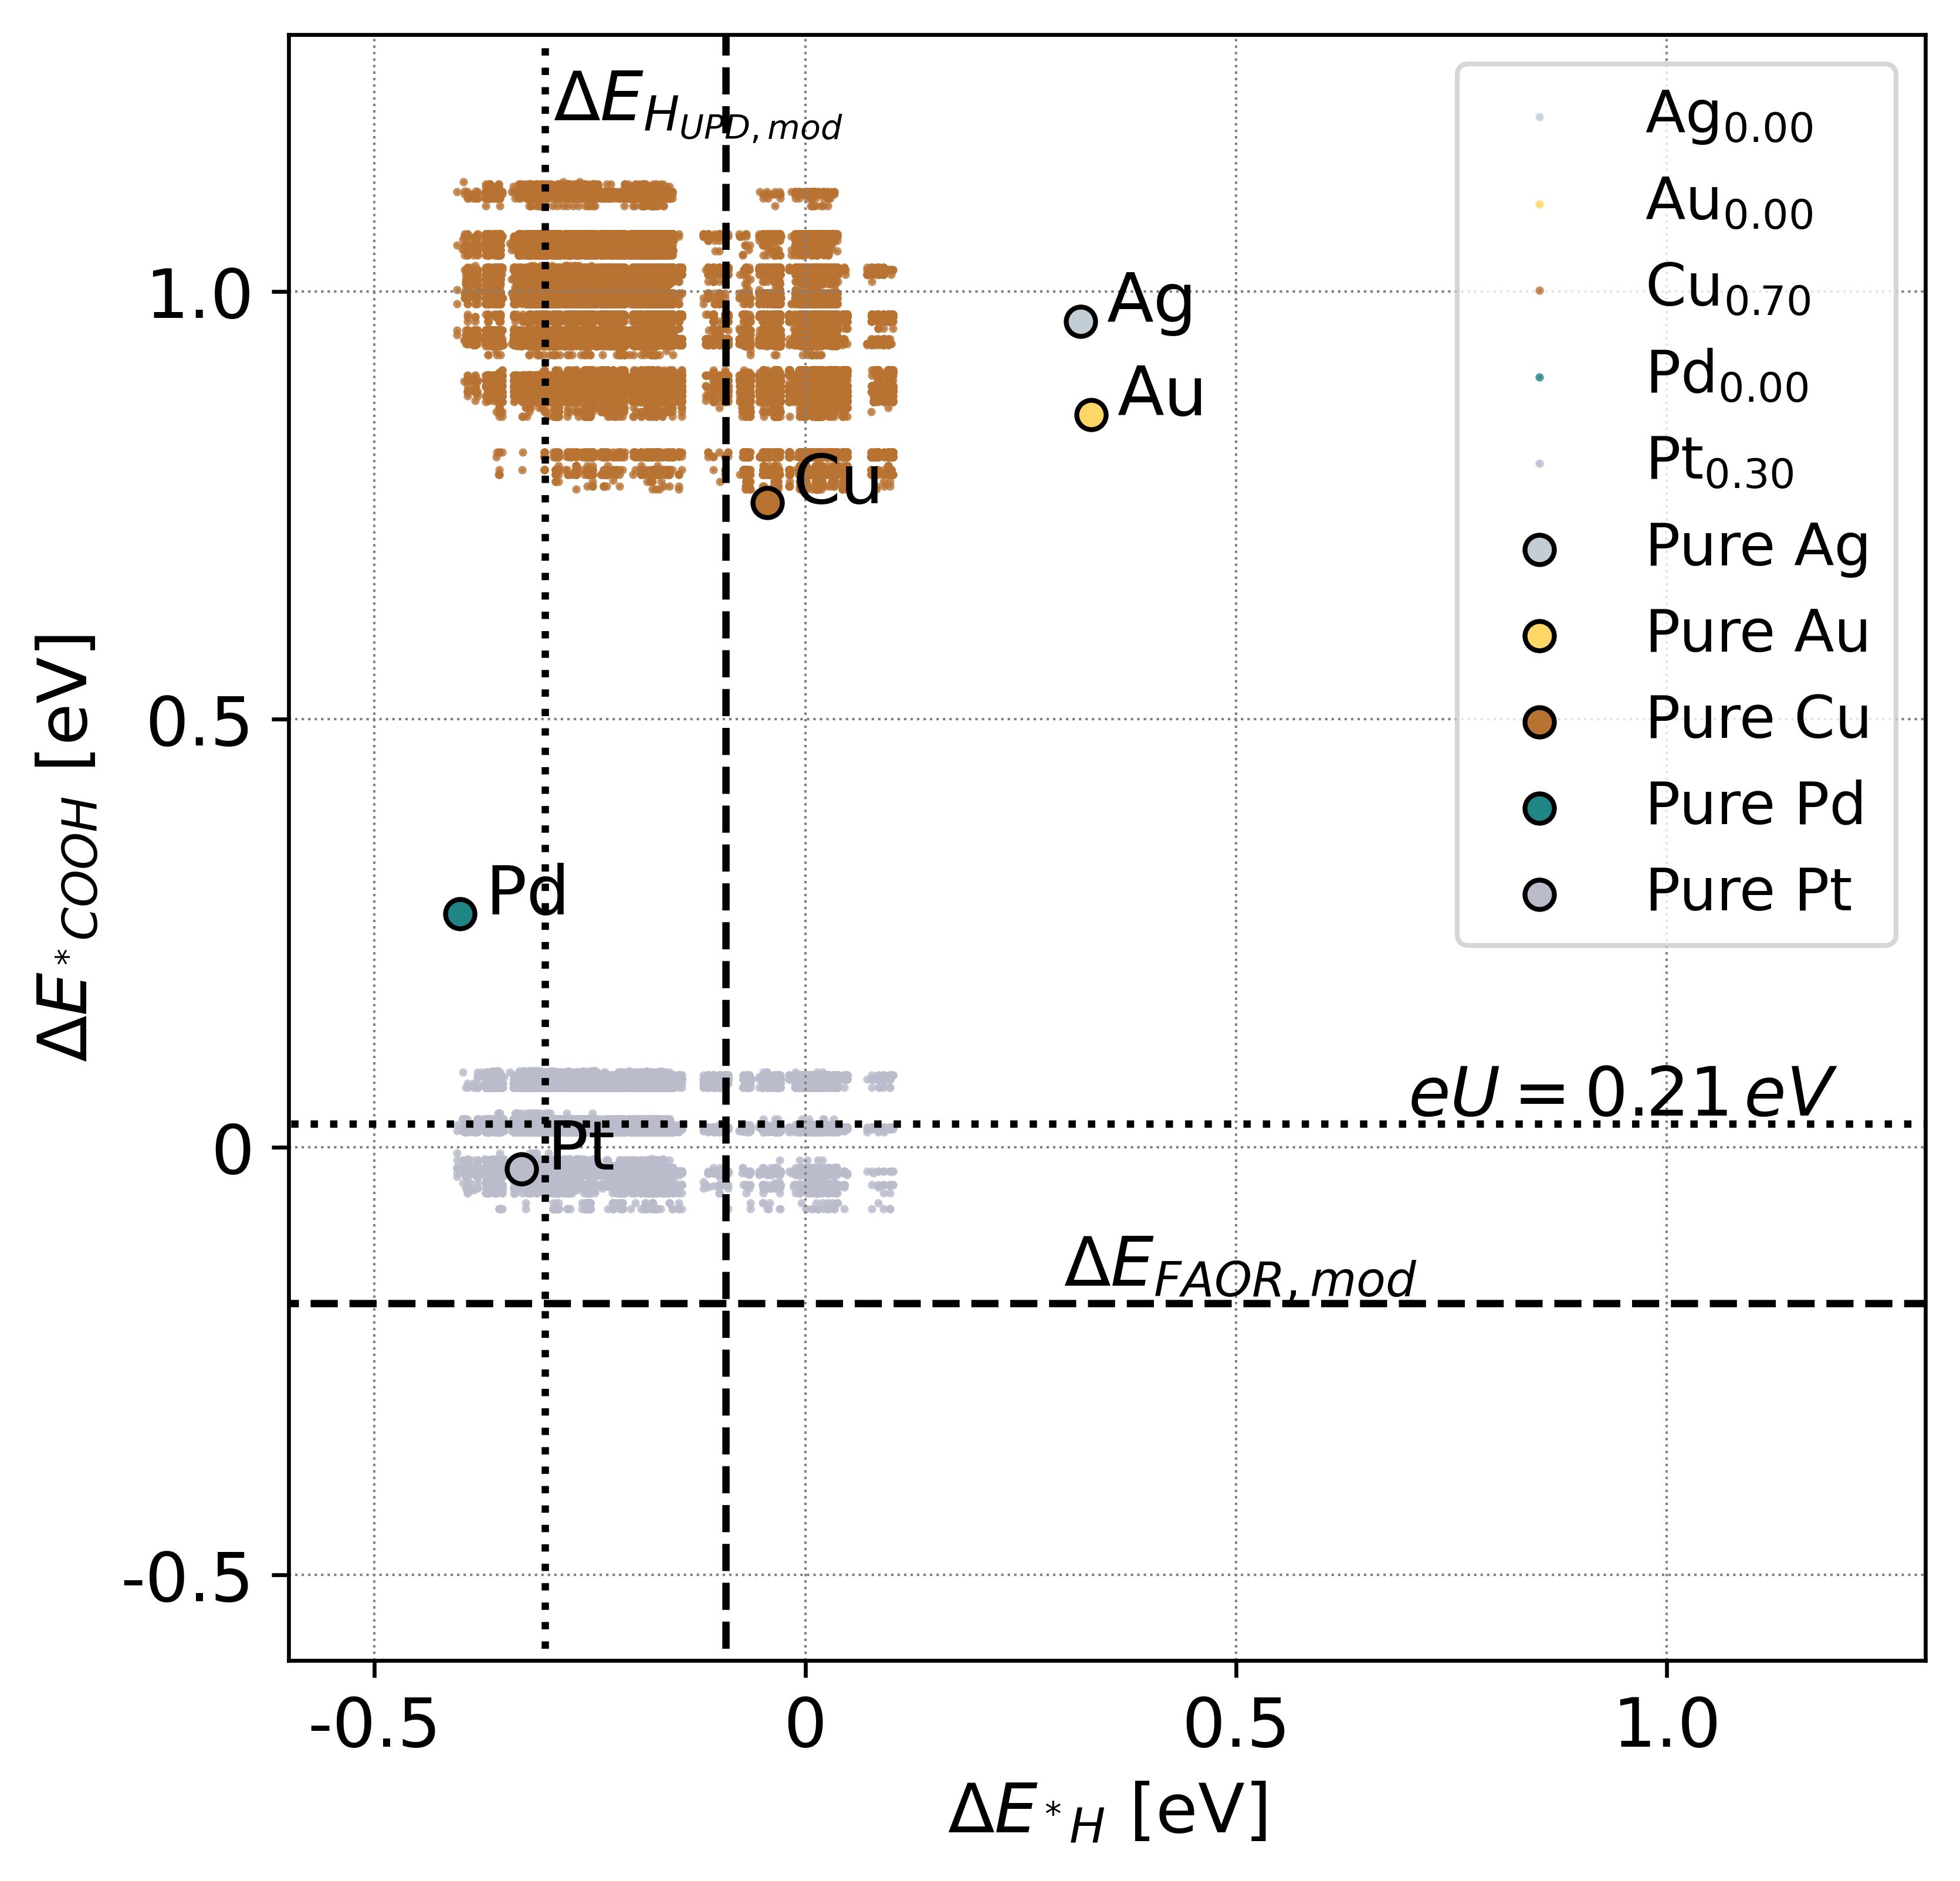 ΔE_{H_{UPD, mod}}
Ag_{0.00}
Au_{0.00}
Cu_{0.70}
Pd_{0.00}
Pt_{0.30}
Pure Ag
Pure Au
Pure Cu
Pure Pd
Pure Pt
Ag
Au
Cu
Pd
Pt
eU = 0.21 eV
ΔE_{FAOR, mod}
1.0
0.5
0
-0.5
ΔE_{*COOH} [eV]
-0.5
0
0.5
1.0
ΔE_{*H} [eV]